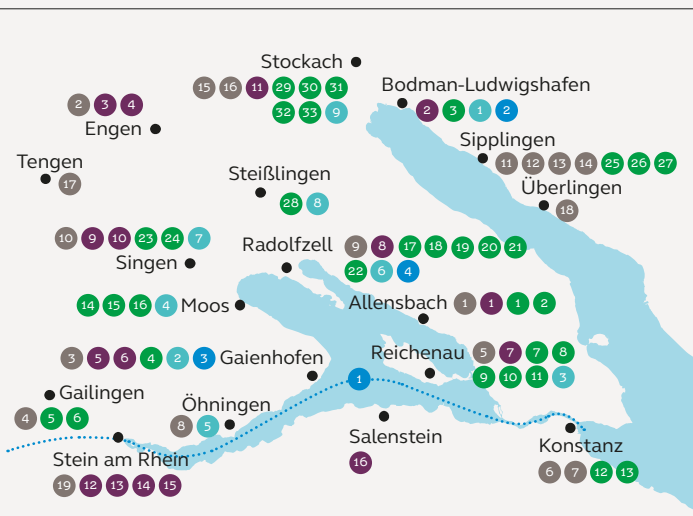 Stockach
15 16 11 29 30 31
32 33 9
Bodman-Ludwigshafen
2 3 1 2
2 3 4
Engen
Sipplingen
11 12 13 14 25 26 27
Tengen
17
Steißlingen
28 8
Überlingen
18
10 9 10 23 24 7
Singen
Radolfzell 9 8 17 18 19 20 21
22 6 4
14 15 16 4 Moos
Allensbach 1 1 1 2
3 5 6 4 2 3 Gaienhofen
1
Reichenau 5 7 7 8
9 10 11 3
Gailingen
4 5 6
Öhningen
8 5
Salenstein
16
Konstanz
6 7 12 13
Stein am Rhein
19 12 13 14 15